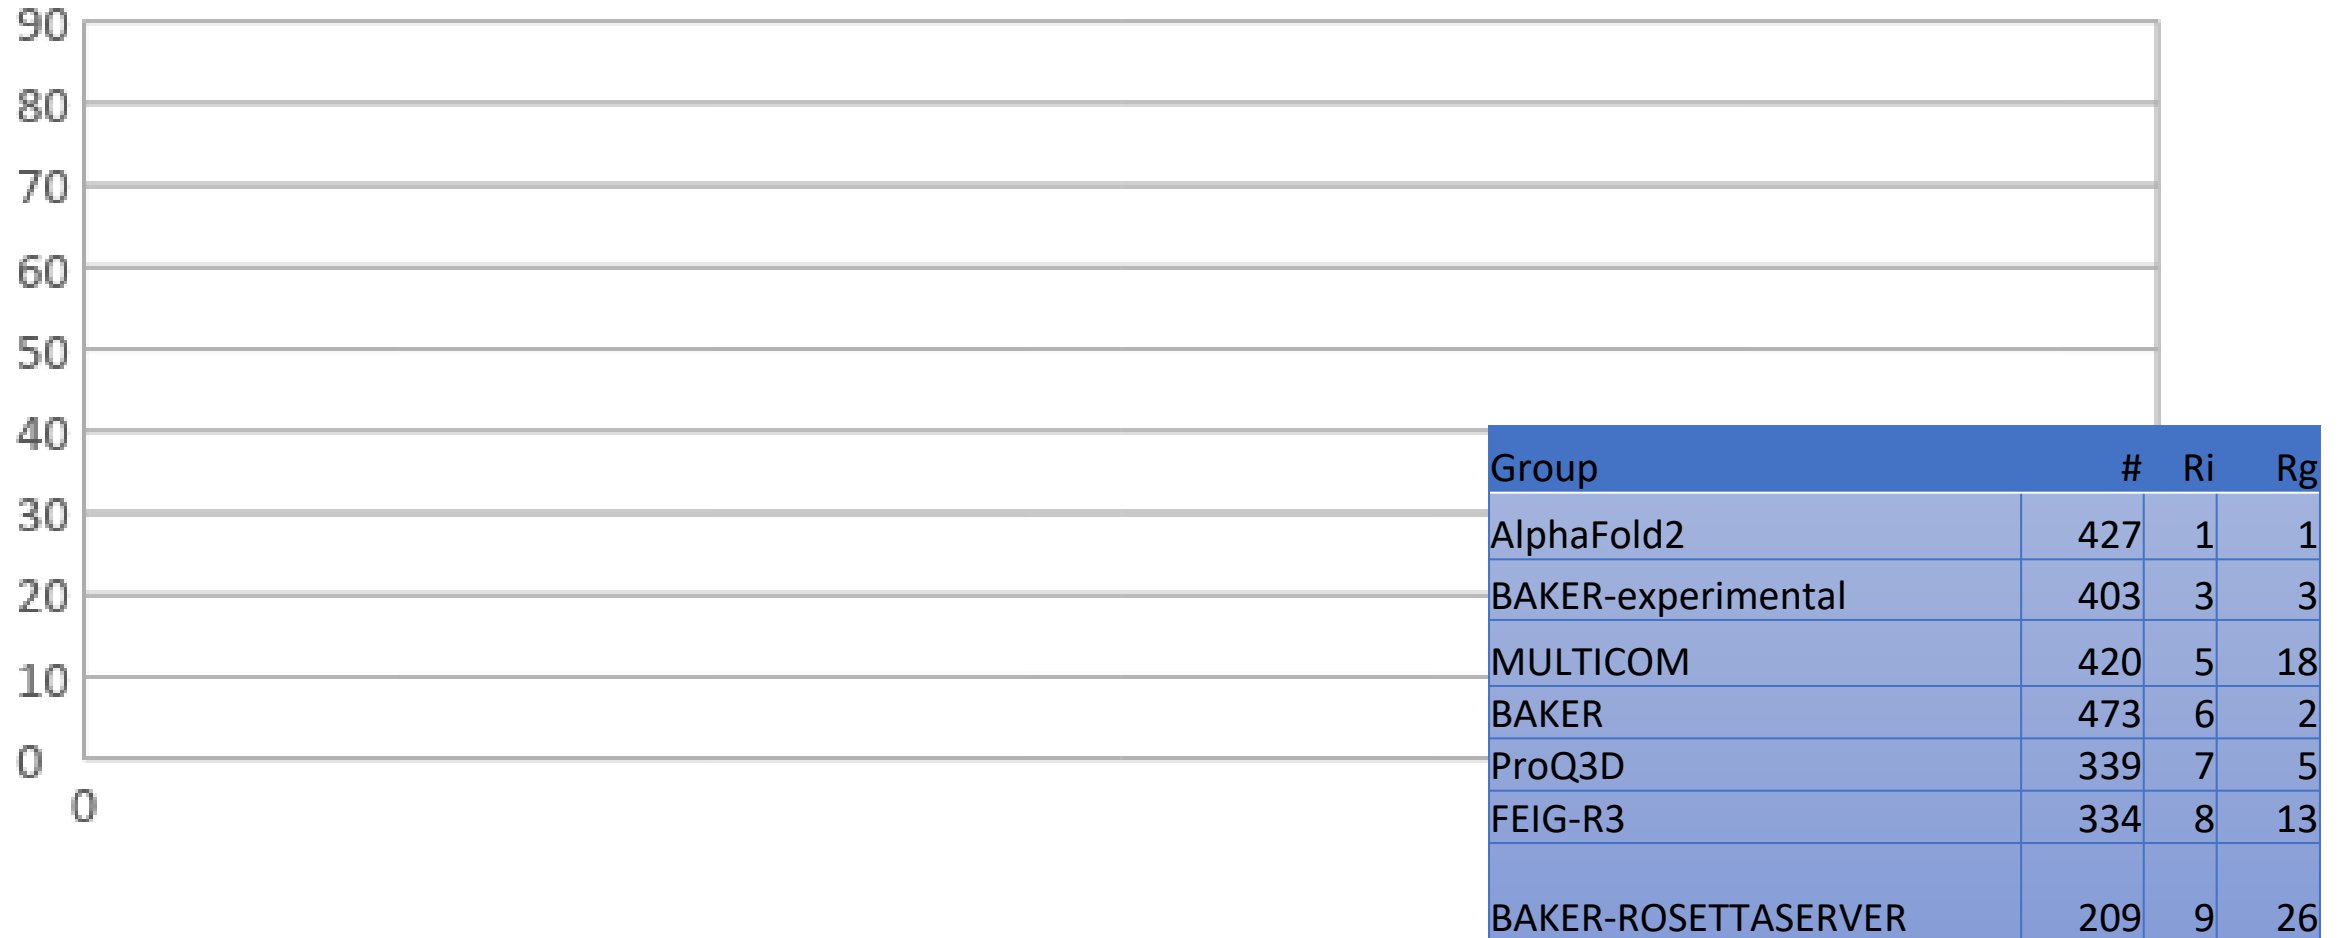 90
80
70
60
50
40
30
20
10
0
0
Group # Ri Rg
AlphaFold2 427 1 1
BAKER-experimental 403 3 3
MULTICOM 420 5 18
BAKER 473 6 2
ProQ3D 339 7 5
FEIG-R3 334 8 13
BAKER-ROSETTASERVER 209 9 26